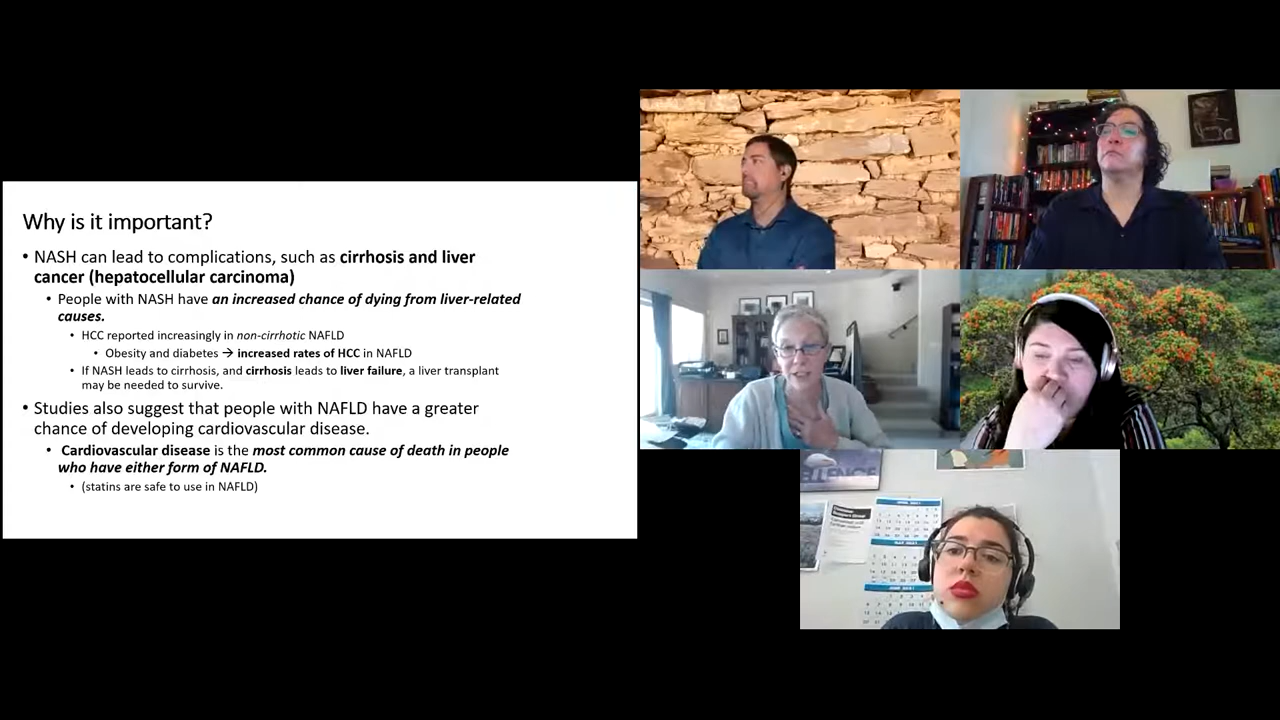 Why is it important?
• NASH can lead to complications, such as cirrhosis and liver
cancer (hepatocellular carcinoma)
• People with NASH have an increased chance of dying from liver-related
causes.
• HCC reported increasingly in non-cirrhotic NAFLD
• Obesity and diabetes → increased rates of HCC in NAFLD
• If NASH leads to cirrhosis, and cirrhosis leads to liver failure, a liver transplant
may be needed to survive.
• Studies also suggest that people with NAFLD have a greater
chance of developing cardiovascular disease.
• Cardiovascular disease is the most common cause of death in people
who have either form of NAFLD.
• (statins are safe to use in NAFLD)
ELLENCE